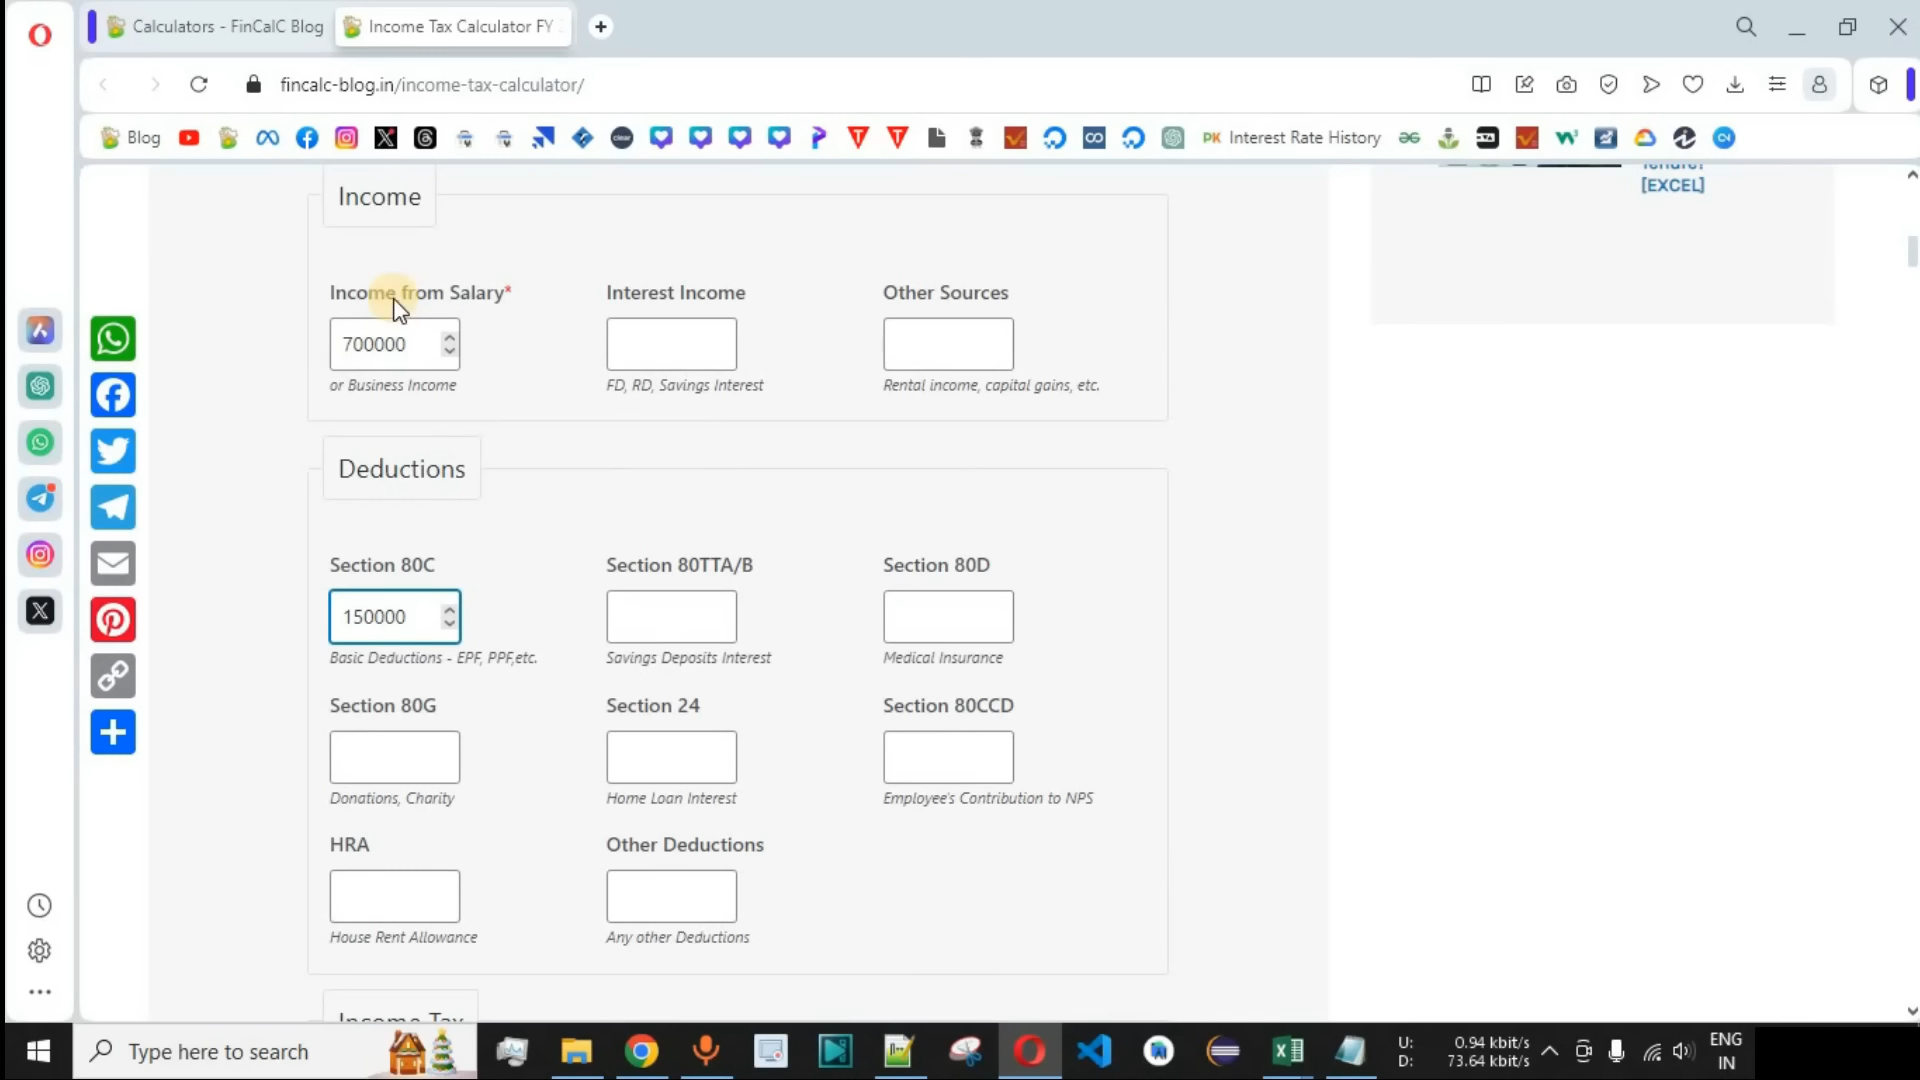 Calculators - FinCalC Blog
Income Tax Calculator FY
fincalc-blog.in/income-tax-calculator/
Blog
PK Interest Rate History
[EXCEL]
Income
Income from Salary* Interest Income Other Sources
700000
or Business Income FD, RD, Savings Interest Rental income, capital gains, etc.
Deductions
Section 80C Section 80TTA/B Section 80D
150000
Basic Deductions - EPF, PPF,etc. Savings Deposits Interest Medical Insurance
Section 80G Section 24 Section 80CCD
Donations, Charity Home Loan Interest Employee's Contribution to NPS
HRA Other Deductions
House Rent Allowance Any other Deductions
Income Tax
Type here to search
U: 0.94 kbit/s
D: 73.64 kbit/s
ENG
IN